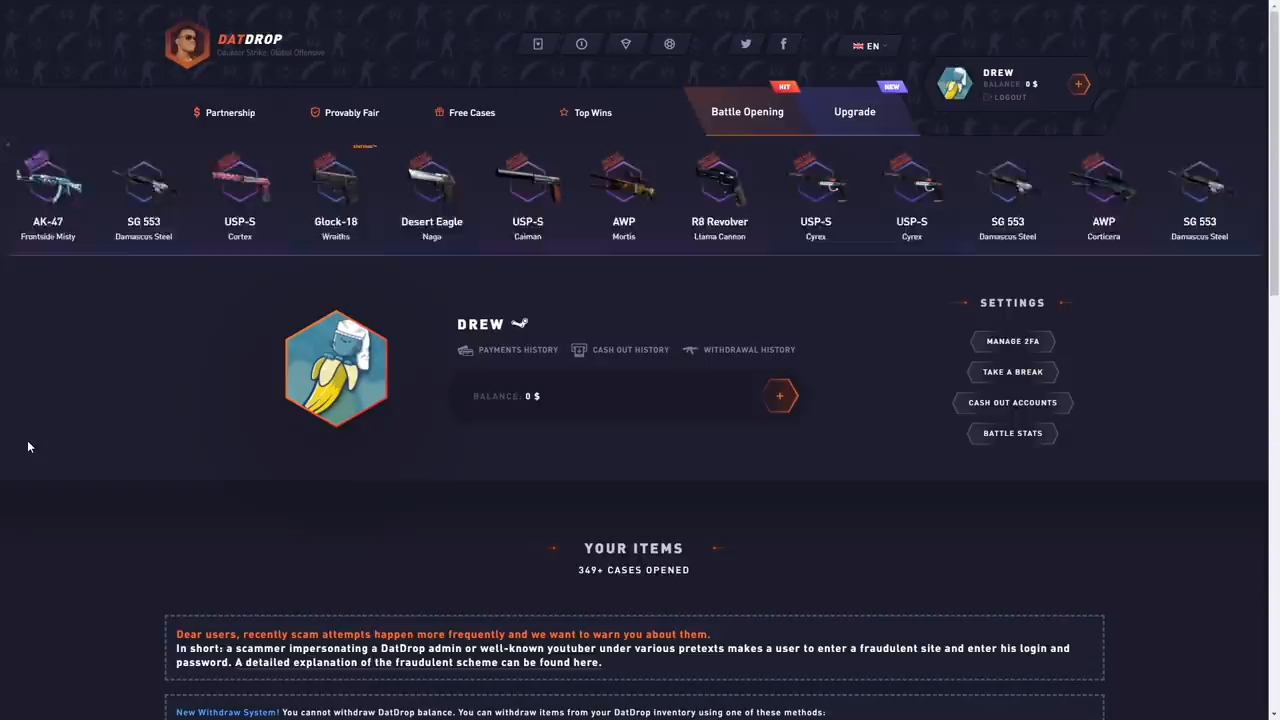 DATDROP
Counter Strike: Global Offensive
EN
DREW
BALANCE: 0 $
LOGOUT
HIT
NEW
Partnership
Provably Fair
Free Cases
Top Wins
Battle Opening
Upgrade
STATTRAK™
AK-47
Frontside Misty
SG 553
Damascus Steel
USP-S
Cortex
Glock-18
Wraiths
Desert Eagle
Naga
USP-S
Caiman
AWP
Mortis
R8 Revolver
Llama Cannon
USP-S
Cyrex
USP-S
Cyrex
SG 553
Damascus Steel
AWP
Corticera
SG 553
Damascus Steel
DREW
PAYMENTS HISTORY
CASH OUT HISTORY
WITHDRAWAL HISTORY
BALANCE: 0 $
SETTINGS
MANAGE 2FA
TAKE A BREAK
CASH OUT ACCOUNTS
BATTLE STATS
YOUR ITEMS
349+ CASES OPENED
Dear users, recently scam attempts happen more frequently and we want to warn you about them.
In short: a scammer impersonating a DatDrop admin or well-known youtuber under various pretexts makes a user to enter a fraudulent site and enter his login and
password. A detailed explanation of the fraudulent scheme can be found here.
New Withdraw System! You cannot withdraw DatDrop balance. You can withdraw items from your DatDrop inventory using one of these methods: